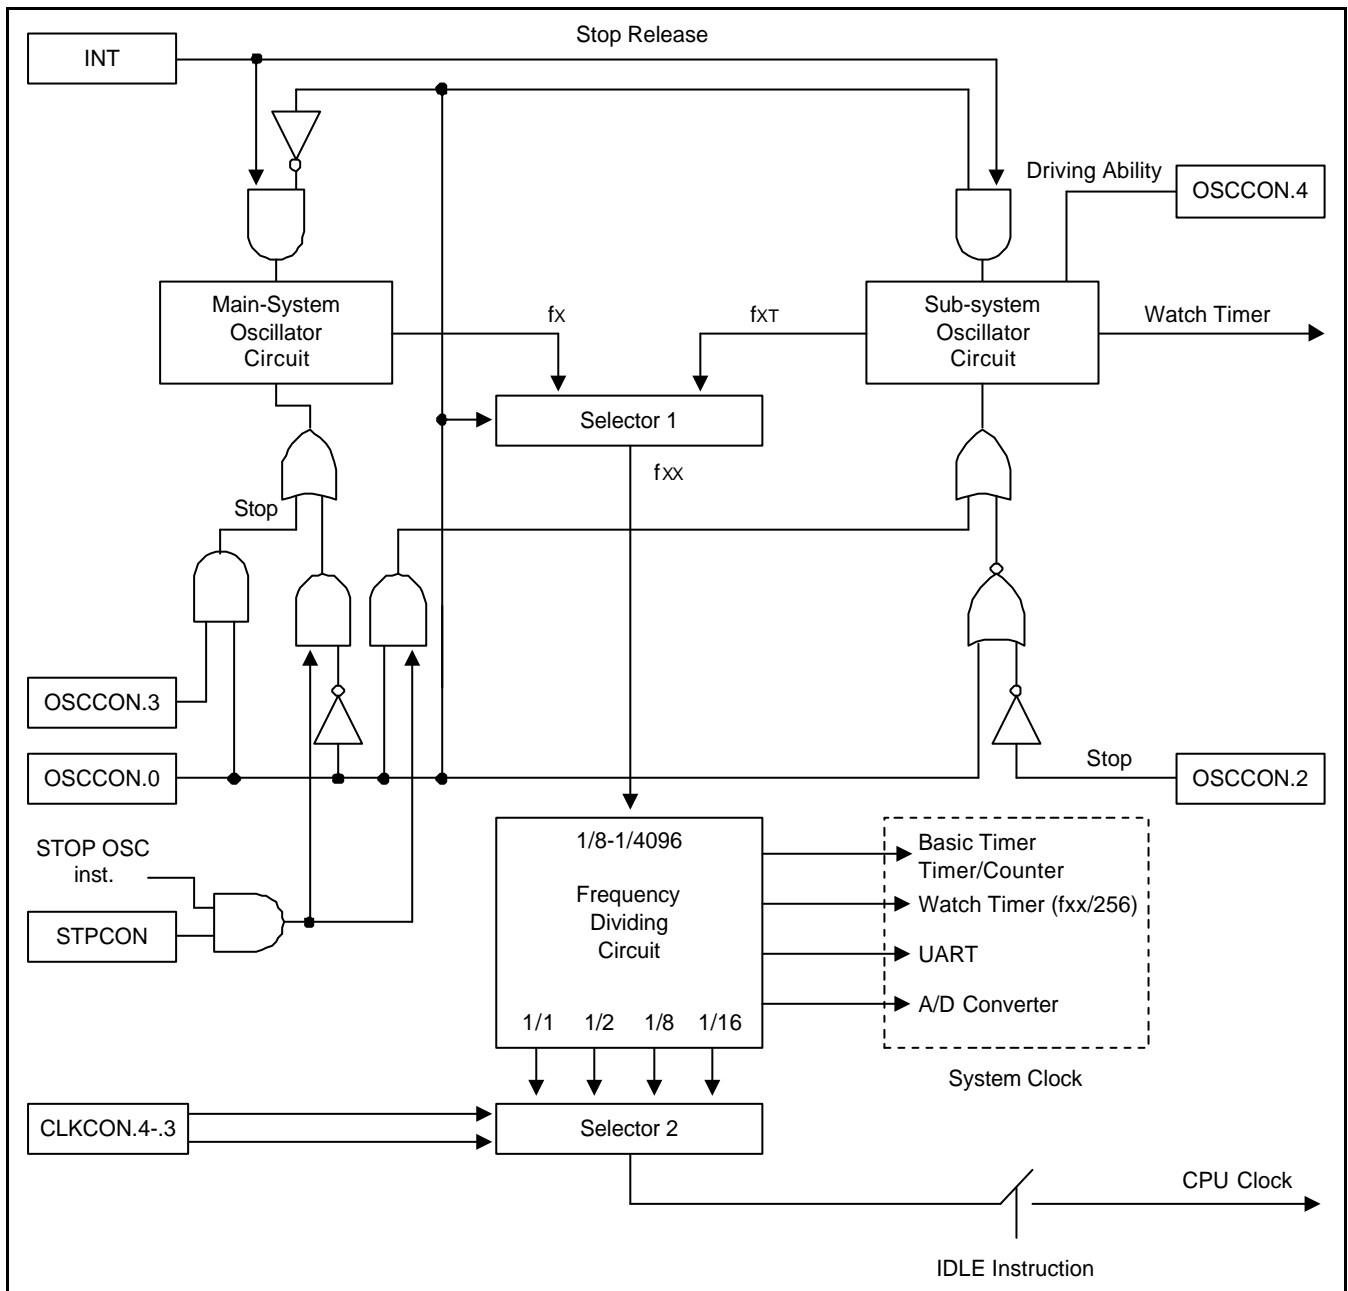 Stop Release
INT
Driving Ability
OSCCON.4
Main-System
Oscillator
Circuit
fX
fXT
Sub-system
Oscillator
Circuit
Watch Timer
Selector 1
fXX
Stop
OSCCON.3
OSCCON.0
Stop
OSCCON.2
STOP OSC
inst.
STPCON
1/8-1/4096
Frequency
Dividing
Circuit
1/1 1/2 1/8 1/16
Basic Timer
Timer/Counter
Watch Timer (fxx/256)
UART
A/D Converter
System Clock
CLKCON.4-.3
Selector 2
CPU Clock
IDLE Instruction